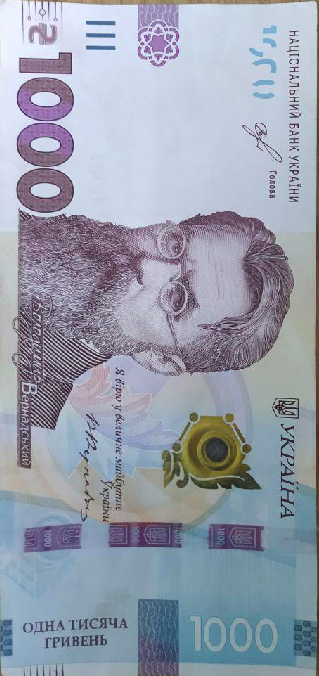 НАЦІОНАЛЬНИЙ БАНК УКРАЇНИ
Голова
₴1000
Володимир Вернадський
Я вірю у велике майбутнє
України
УКРАЇНА
1000
ОДНА ТИСЯЧА
ГРИВЕНЬ